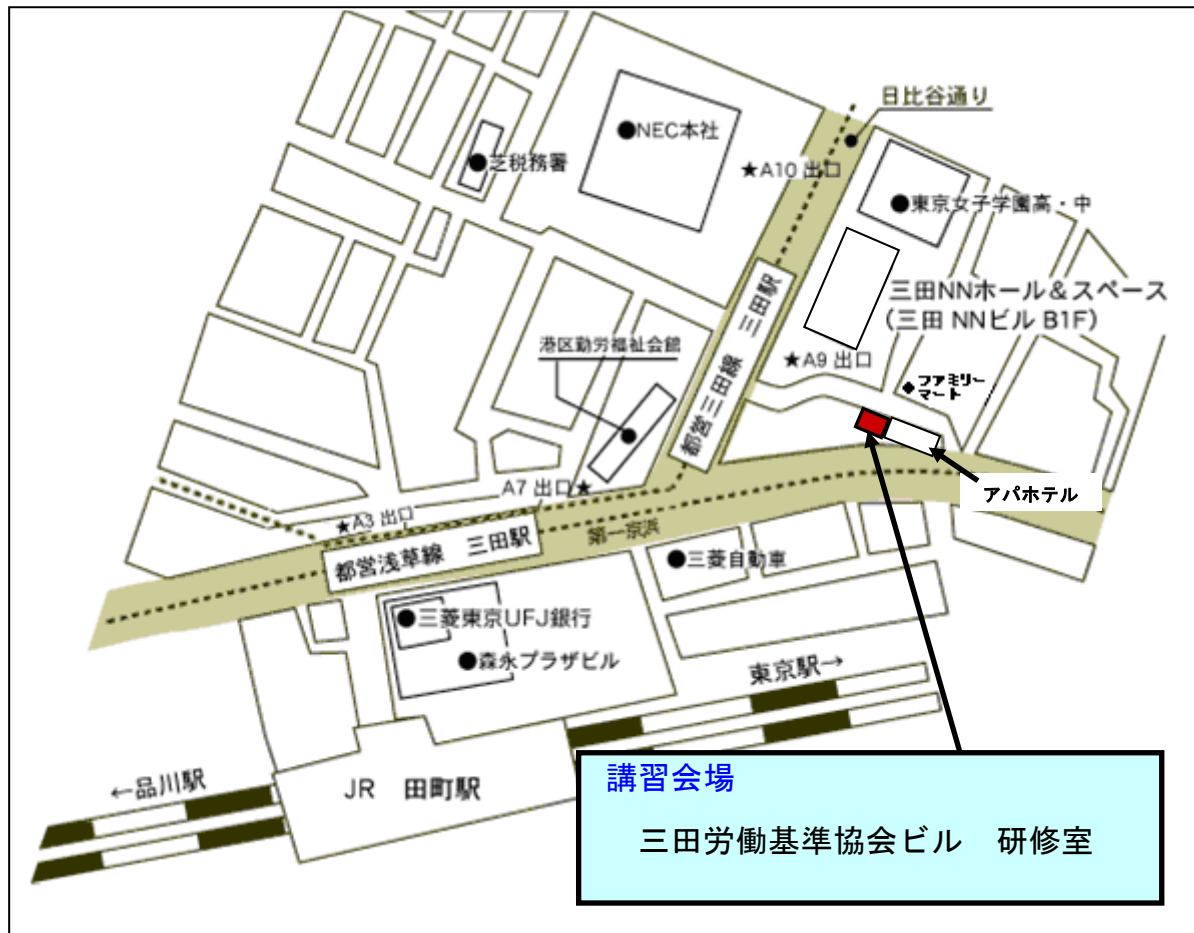 日比谷通り
●NEC本社
●芝税務署
★A10 出口
●東京女子学園高・中
三田NNホール&スペース
(三田 NNビル B1F)
都営三田線 三田駅
港区勤労福祉会館
★A9 出口
ファミリー
マート
A7 出口★
アパホテル
★A3 出口
第一京浜
都営浅草線 三田駅
●三菱自動車
●三菱東京UFJ銀行
●森永プラザビル
東京駅→
←品川駅
JR 田町駅
講習会場
三田労働基準協会ビル 研修室